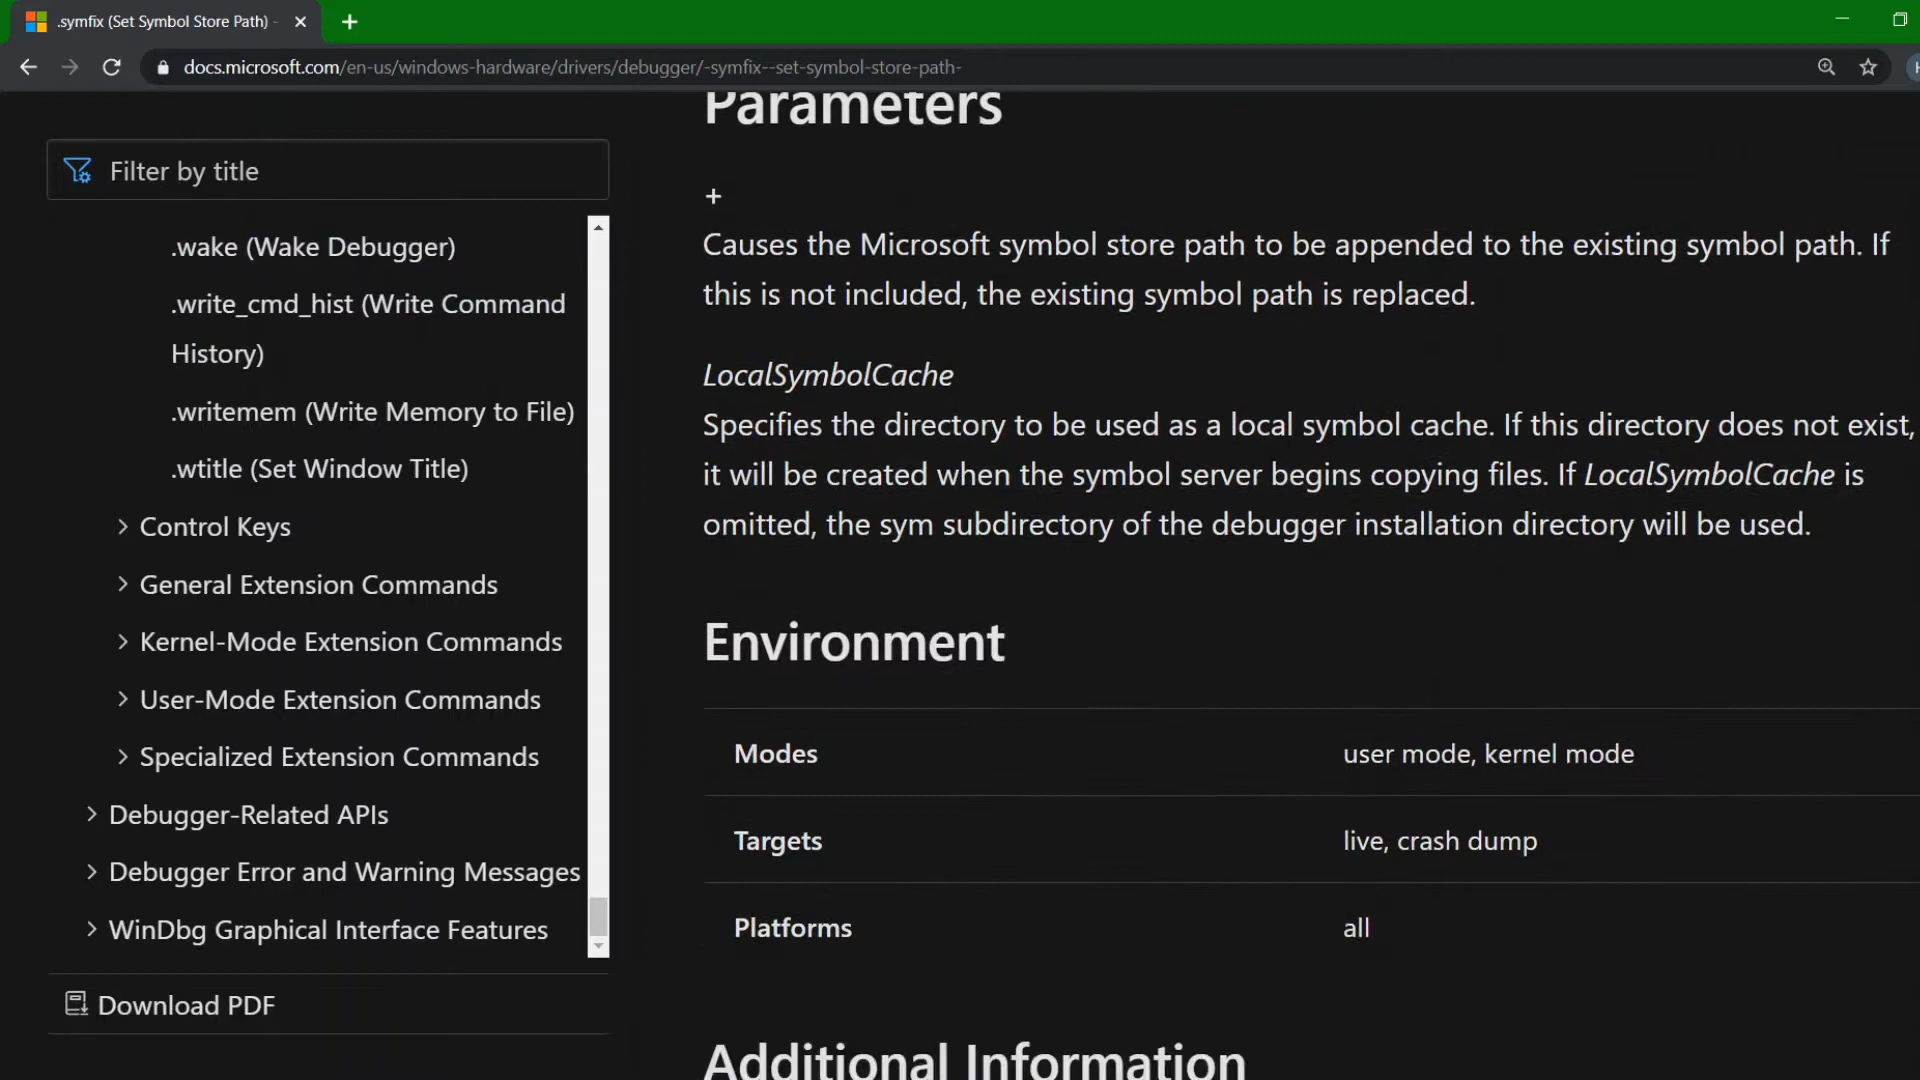 .symfix (Set Symbol Store Path) -
docs.microsoft.com/en-us/windows-hardware/drivers/debugger/-symfix--set-symbol-store-path-
Filter by title
.wake (Wake Debugger)
.write_cmd_hist (Write Command
History)
.writemem (Write Memory to File)
.wtitle (Set Window Title)
Control Keys
General Extension Commands
Kernel-Mode Extension Commands
User-Mode Extension Commands
Specialized Extension Commands
Debugger-Related APIs
Debugger Error and Warning Messages
WinDbg Graphical Interface Features
Download PDF
Parameters
+
Causes the Microsoft symbol store path to be appended to the existing symbol path. If
this is not included, the existing symbol path is replaced.
LocalSymbolCache
Specifies the directory to be used as a local symbol cache. If this directory does not exist,
it will be created when the symbol server begins copying files. If LocalSymbolCache is
omitted, the sym subdirectory of the debugger installation directory will be used.
Environment
Modes user mode, kernel mode
Targets live, crash dump
Platforms all
Additional Information